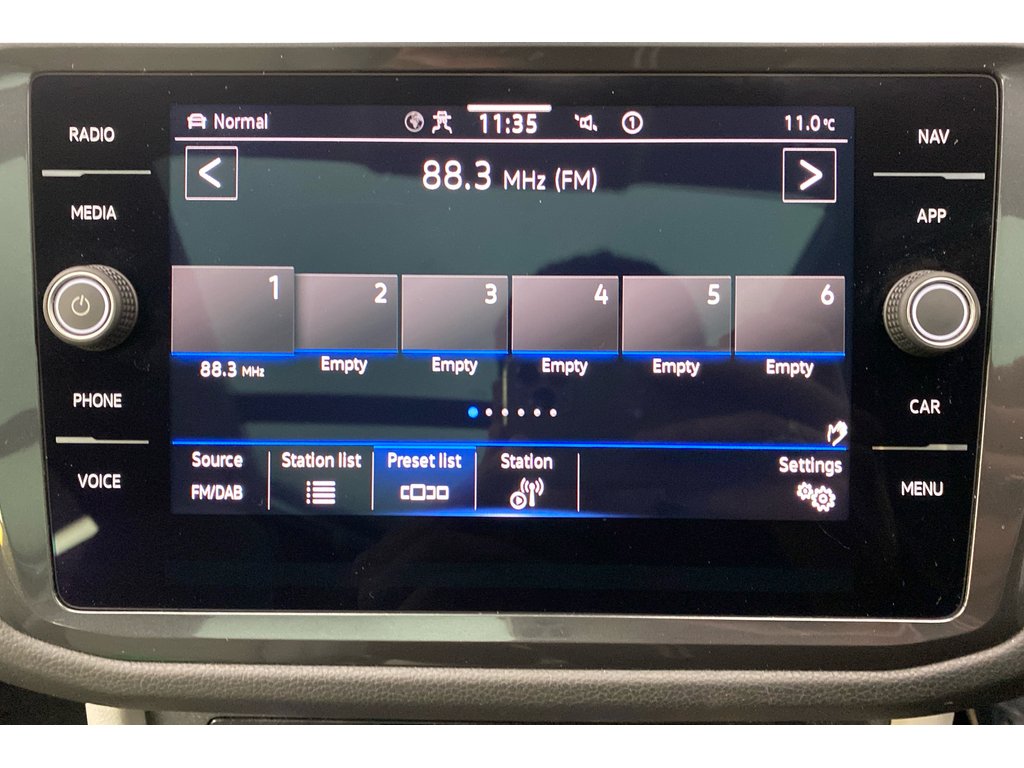 RADIO
MEDIA
PHONE
VOICE
Normal
11:35
1
11.0°C
88.3 MHz (FM)
1
2
3
4
5
6
88.3 MHz
Empty
Empty
Empty
Empty
Empty
Source
FM/DAB
Station list
Preset list
Station
Settings
NAV
APP
CAR
MENU